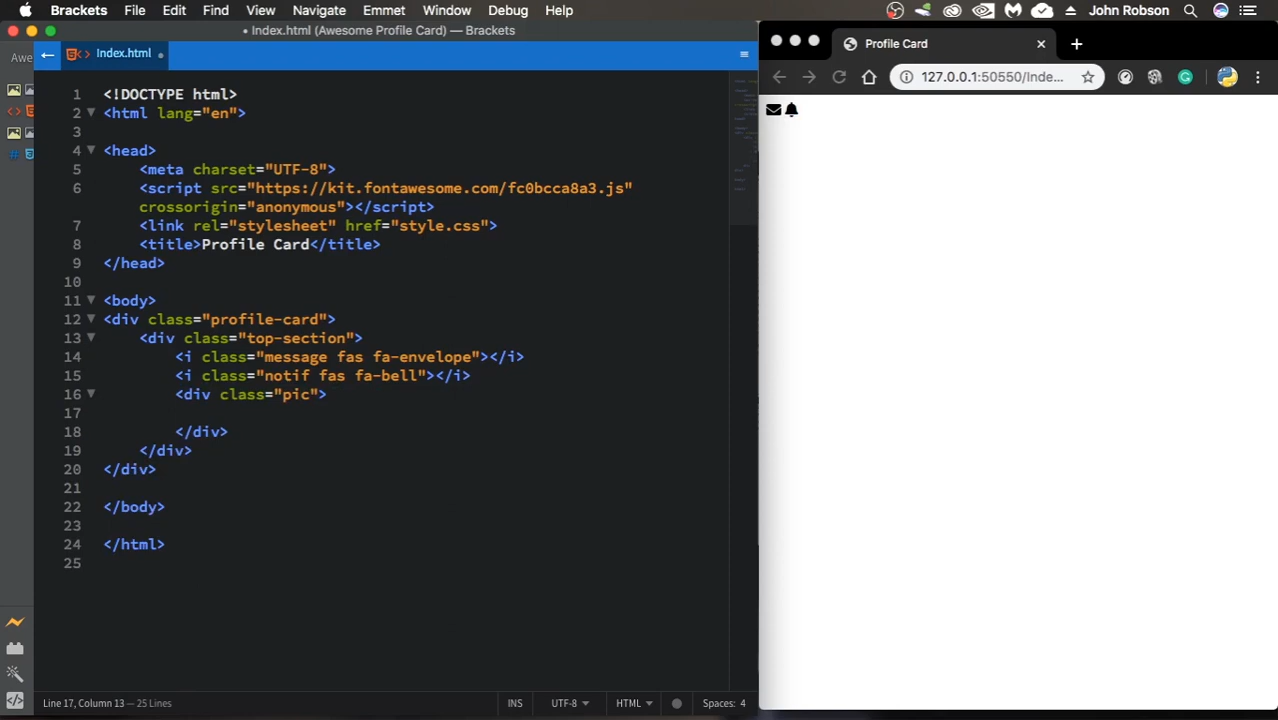 Brackets File Edit Find View Navigate Emmet Window Debug Help John Robson
• Index.html (Awesome Profile Card) — Brackets
Awe
Index.html •
Profile Card
127.0.0.1:50550/Inde...
1 <!DOCTYPE html>
2 <html lang="en">
3
4 <head>
5 <meta charset="UTF-8">
6 <script src="https://kit.fontawesome.com/fc0bcca8a3.js"
crossorigin="anonymous"></script>
7 <link rel="stylesheet" href="style.css">
8 <title>Profile Card</title>
9 </head>
10
11 <body>
12 <div class="profile-card">
13 <div class="top-section">
14 <i class="message fas fa-envelope"></i>
15 <i class="notif fas fa-bell"></i>
16 <div class="pic">
17
18 </div>
19 </div>
20 </div>
21
22 </body>
23
24 </html>
25
Line 17, Column 13 — 25 Lines INS UTF-8 HTML Spaces: 4